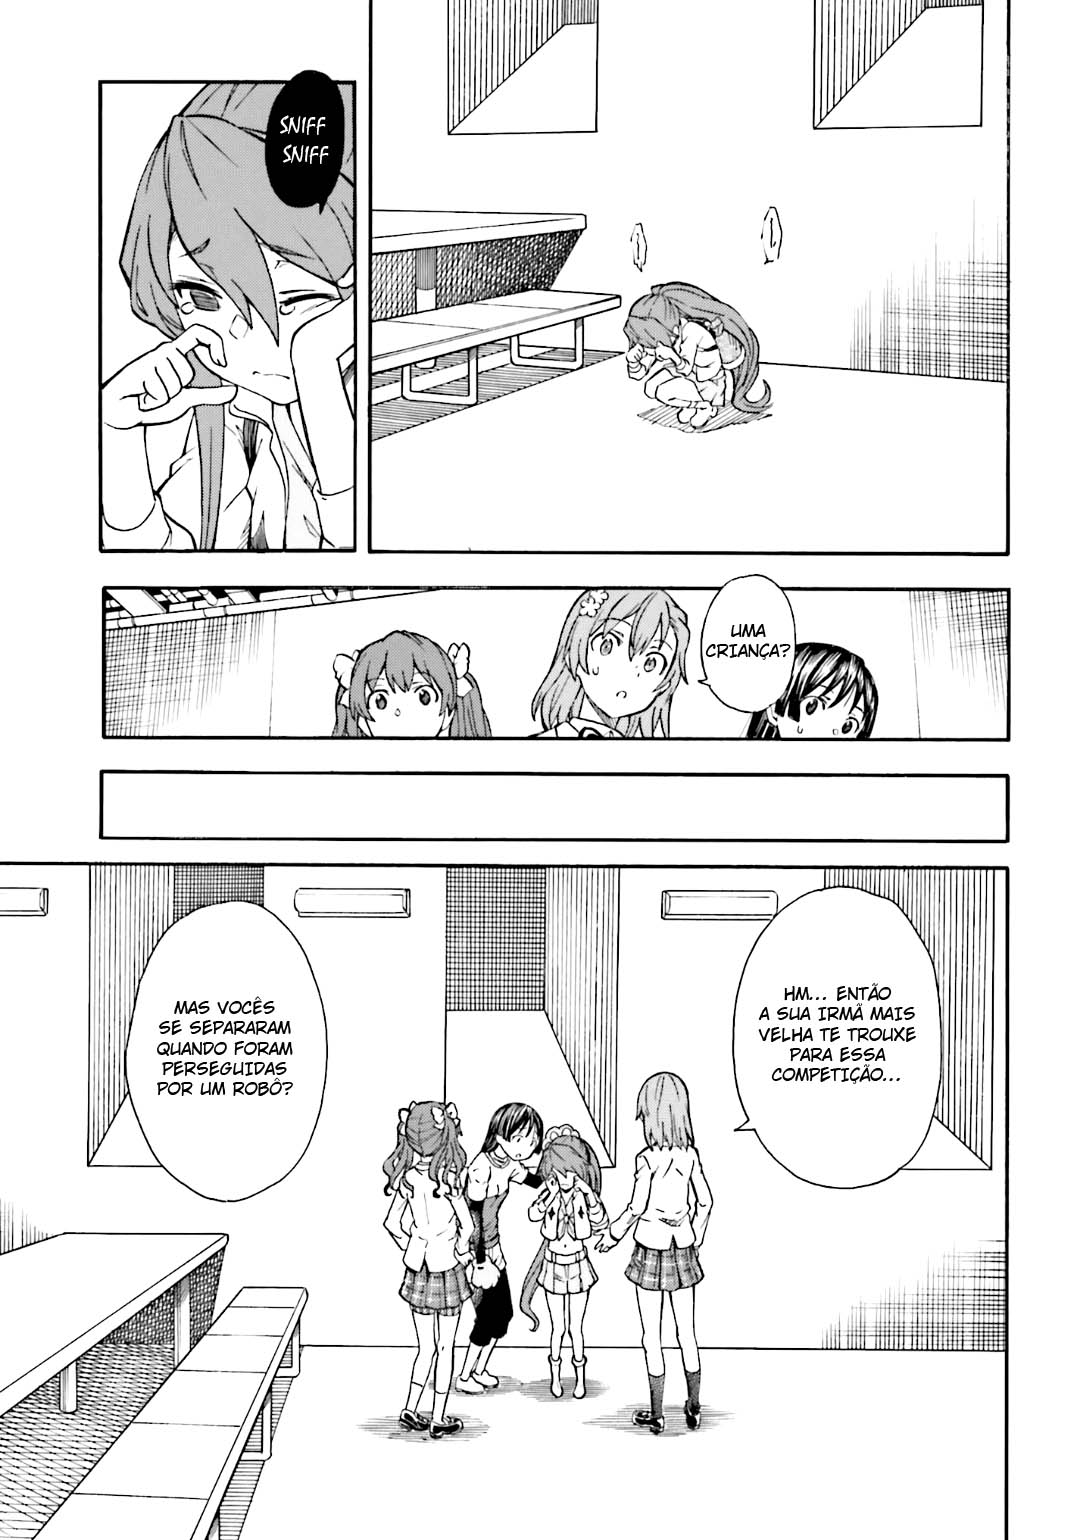 SNIFF
SNIFF
UMA
CRIANÇA?
HM... ENTÃO
A SUA IRMÃ MAIS
VELHA TE TROUXE
PARA ESSA
COMPETIÇÃO...
MAS VOCÊS
SE SEPARARAM
QUANDO FORAM
PERSEGUIDAS
POR UM ROBÔ?